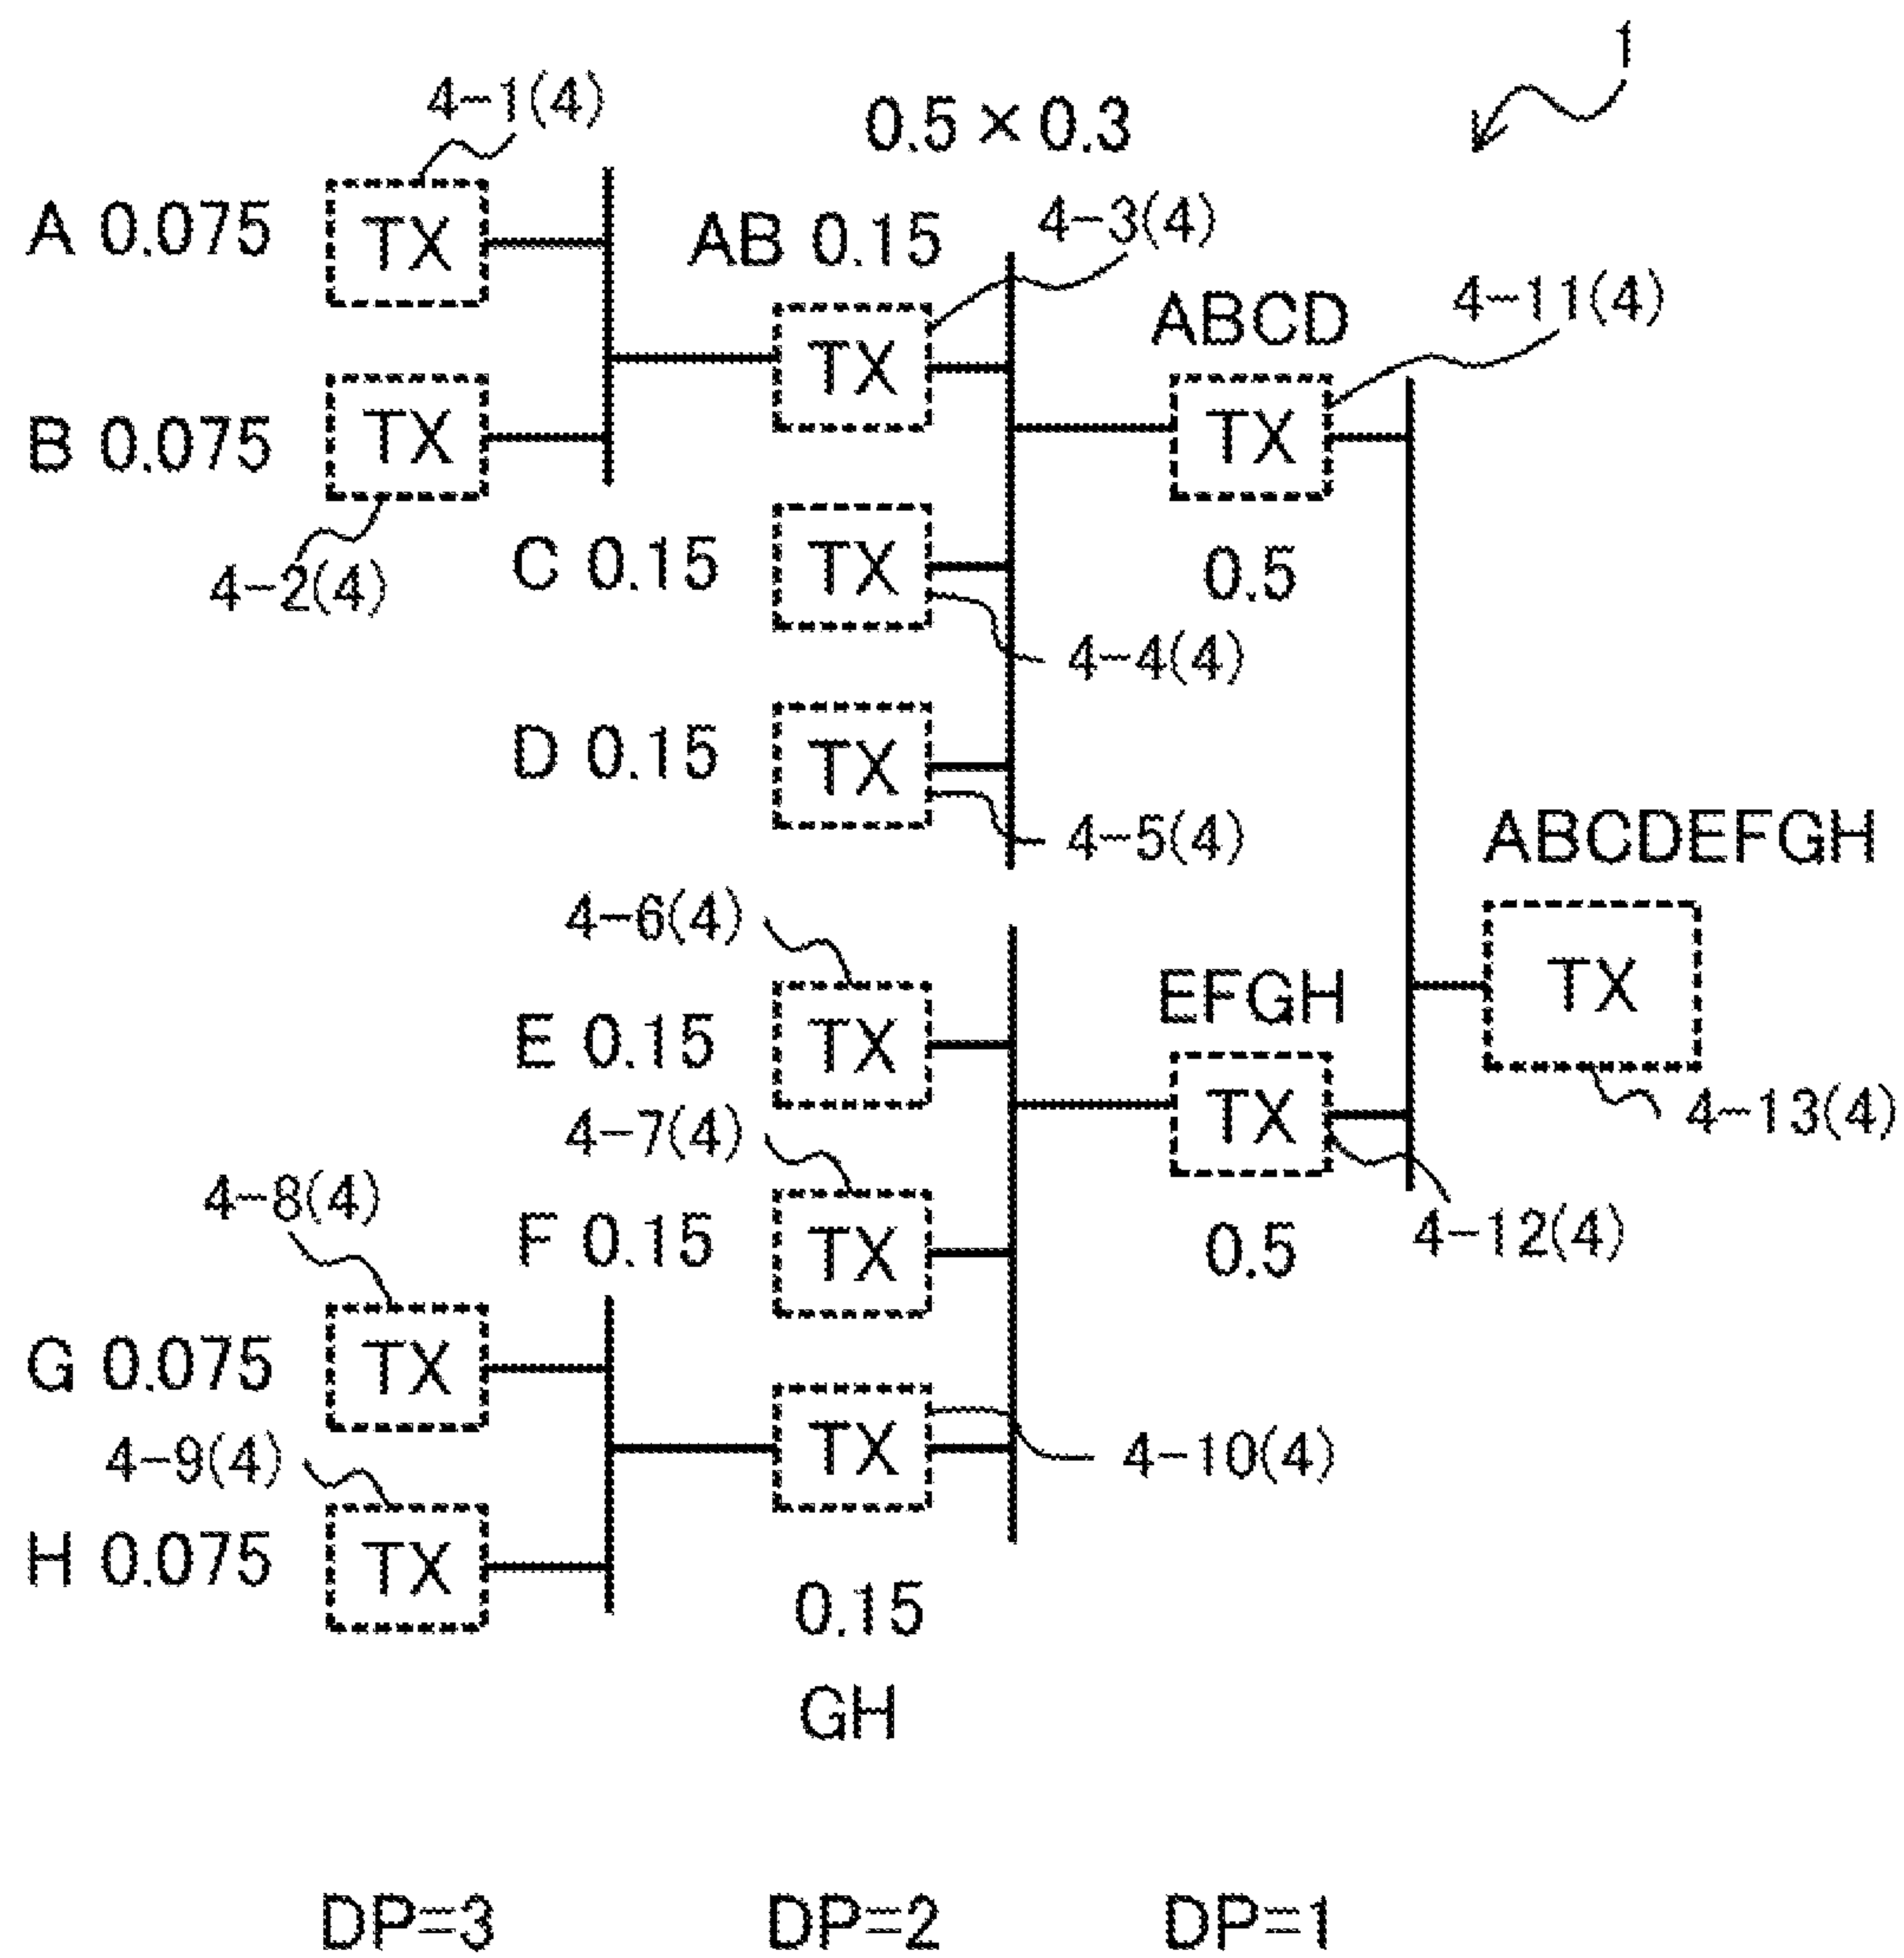 1
4-1(4)
0.5×0.3
A 0.075
TX
AB 0.15
4-3(4)
ABCD
4-11(4)
TX
B 0.075
TX
TX
4-2(4)
C 0.15
TX
0.5
4-4(4)
D 0.15
TX
4-5(4)
ABCDEFGH
4-6(4)
TX
EFGH
E 0.15
TX
4-7(4)
TX
4-13(4)
4-8(4)
F 0.15
TX
0.5
4-12(4)
G 0.075
TX
4-9(4)
TX
4-10(4)
H 0.075
TX
0.15
GH
DP=3
DP=2
DP=1